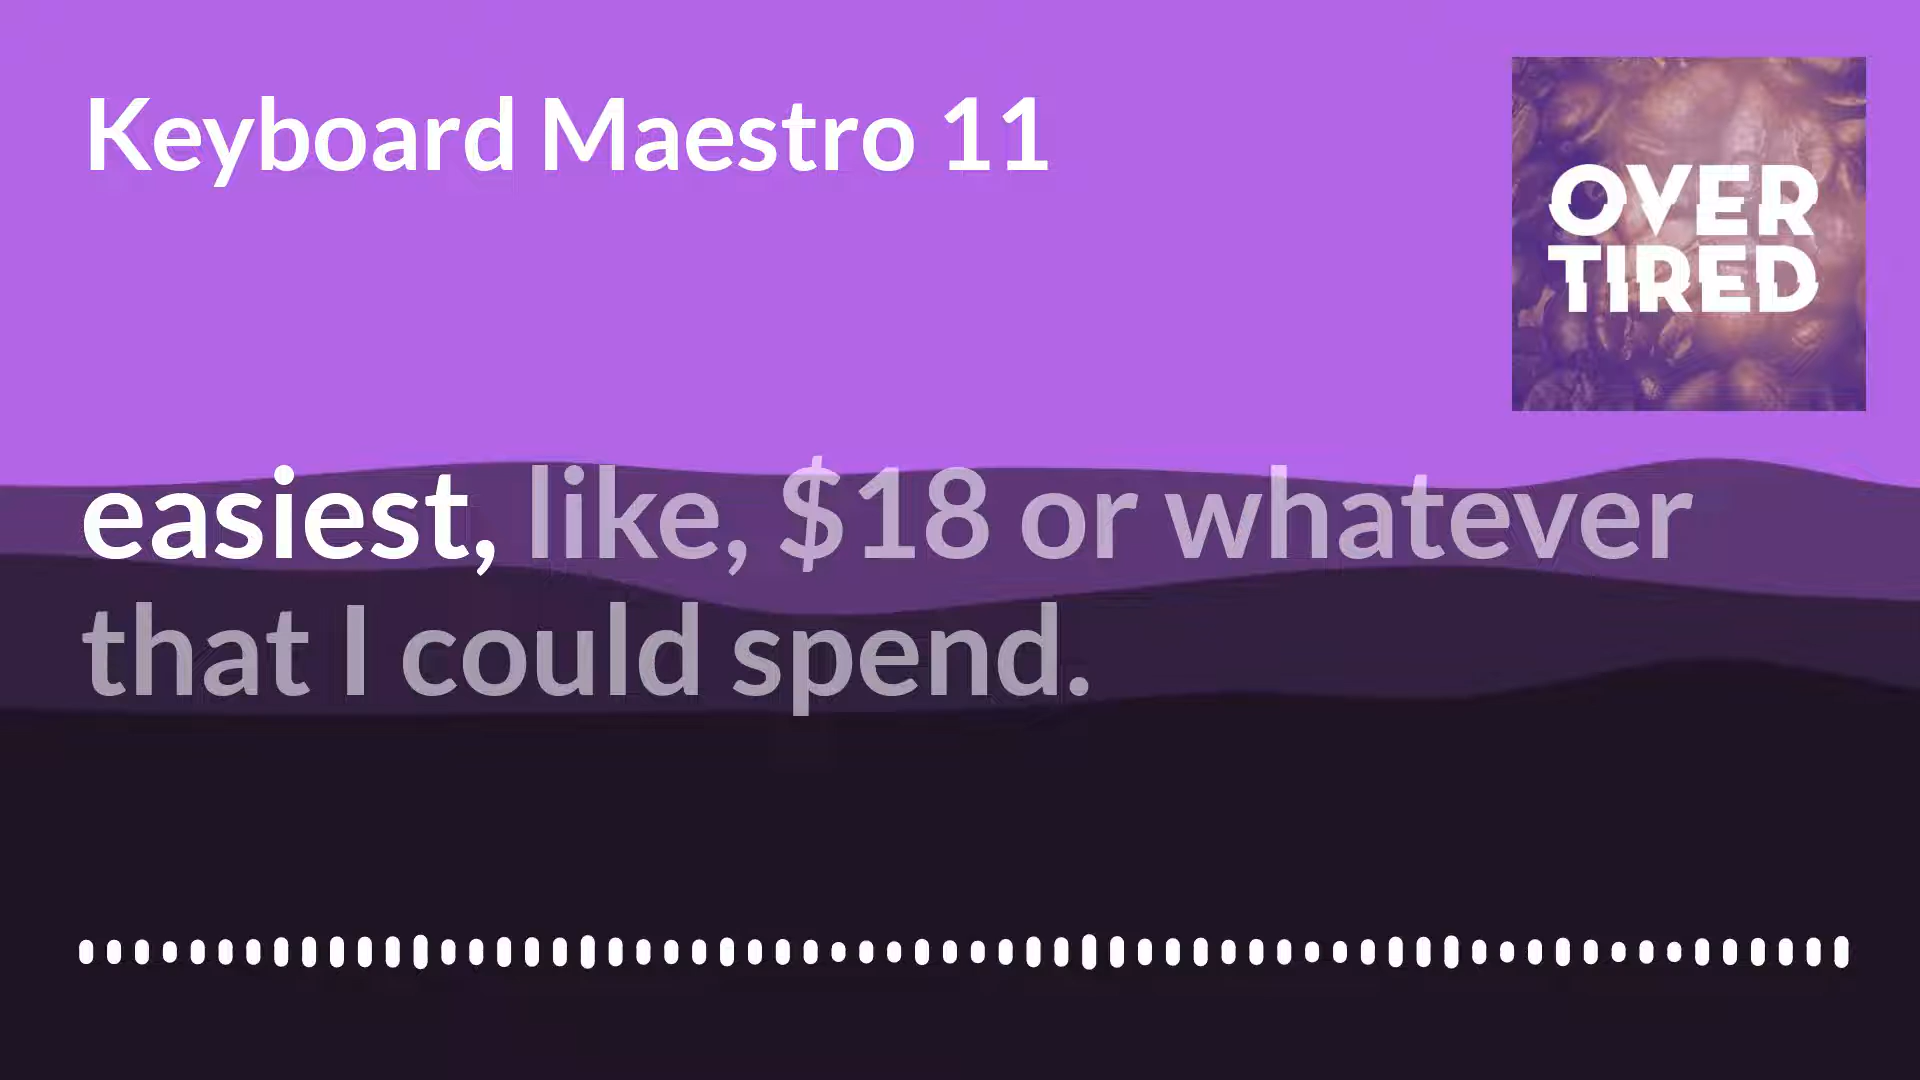 Keyboard Maestro 11
OVER
TIRED
easiest, like, $18 or whatever
that I could spend.